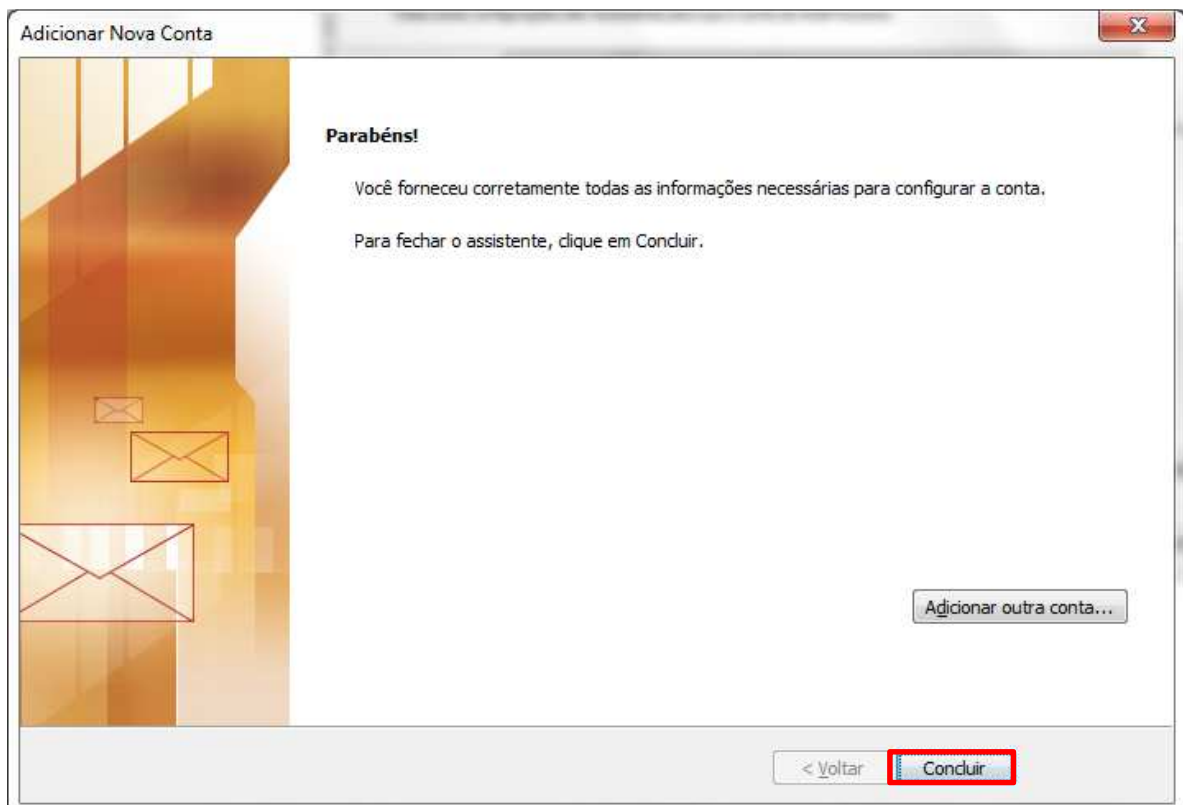 Adicionar Nova Conta
Parabéns!
Você forneceu corretamente todas as informações necessárias para configurar a conta.
Para fechar o assistente, clique em Concluir.
Adicionar outra conta...
< Voltar
Concluir